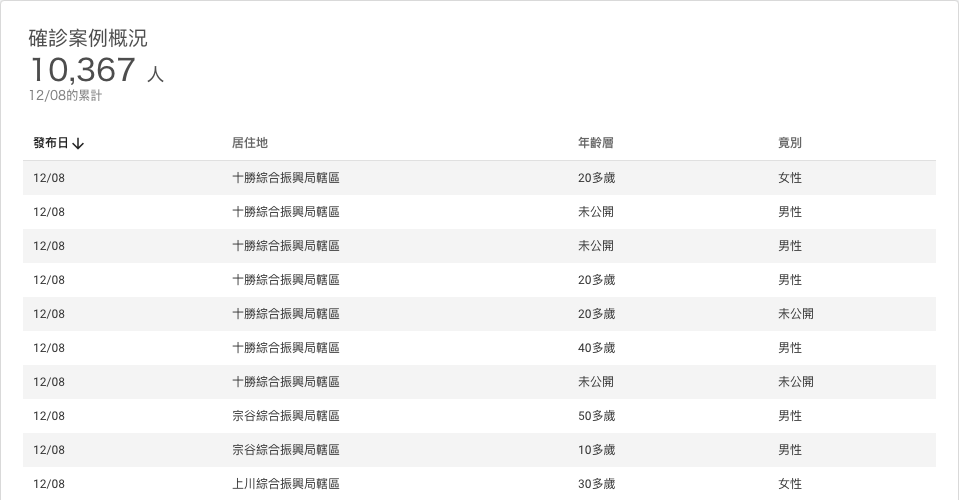 確診案例概況
10,367 人
12/08的累計
發布日↓ 居住地 年齡層 竟別
12/08 十勝綜合振興局轄區 20多歲 女性
12/08 十勝綜合振興局轄區 未公開 男性
12/08 十勝綜合振興局轄區 未公開 男性
12/08 十勝綜合振興局轄區 20多歲 男性
12/08 十勝綜合振興局轄區 20多歲 未公開
12/08 十勝綜合振興局轄區 40多歲 男性
12/08 十勝綜合振興局轄區 未公開 未公開
12/08 宗谷綜合振興局轄區 50多歲 男性
12/08 宗谷綜合振興局轄區 10多歲 男性
12/08 上川綜合振興局轄區 30多歲 女性